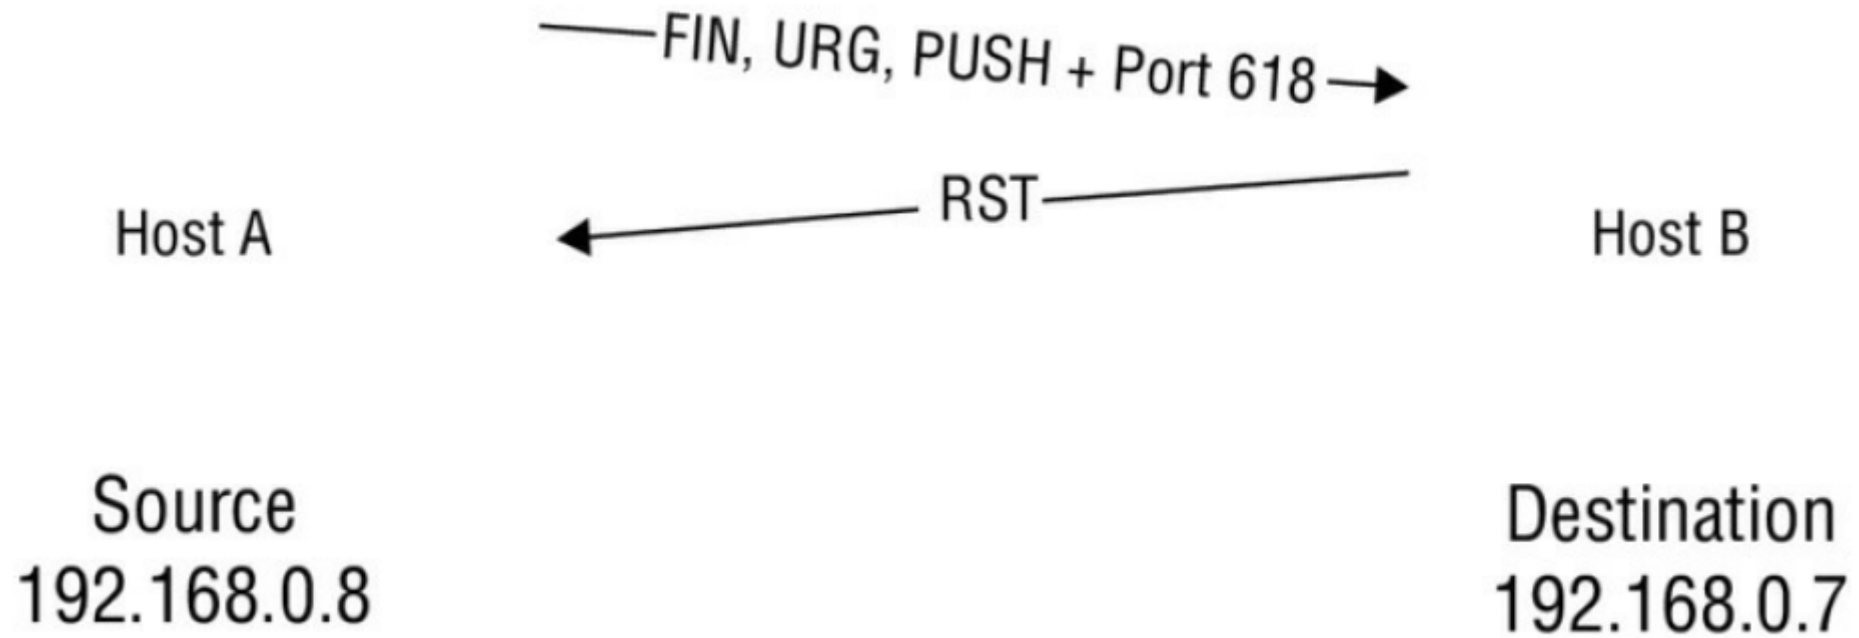 FIN, URG, PUSH + Port 618
RST
Host A
Host B
Source
192.168.0.8
Destination
192.168.0.7